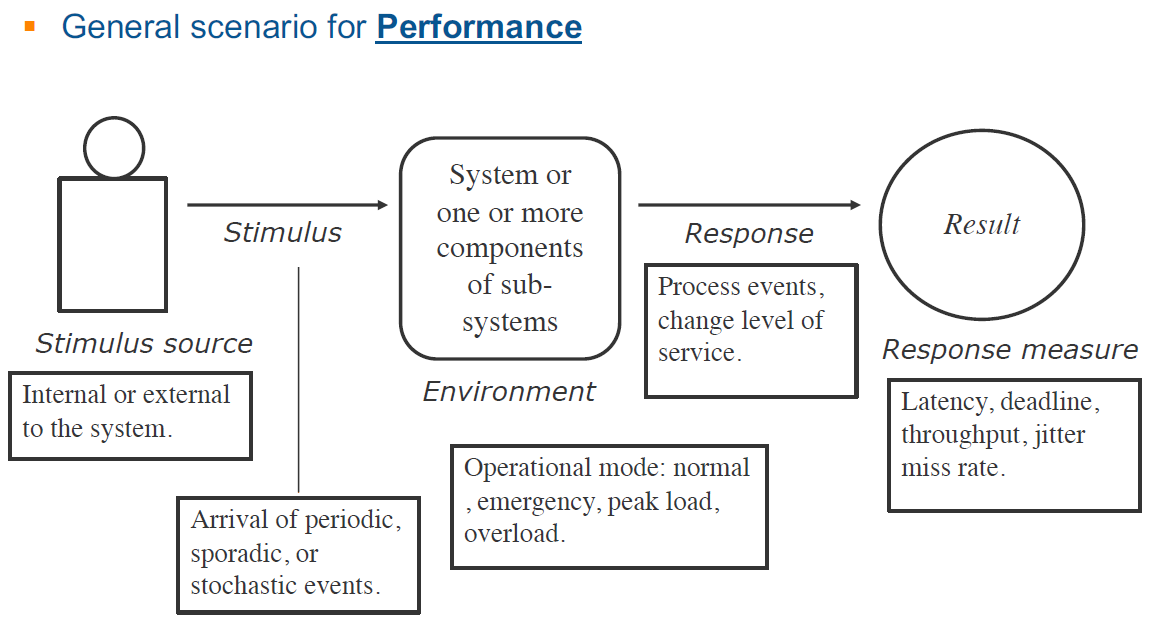 General scenario for Performance
Stimulus source
Internal or external
to the system.
Stimulus
Arrival of periodic,
sporadic, or
stochastic events.
System or
one or more
components
of sub-
systems
Environment
Operational mode: normal
, emergency, peak load,
overload.
Response
Process events,
change level of
service.
Result
Response measure
Latency, deadline,
throughput, jitter
miss rate.